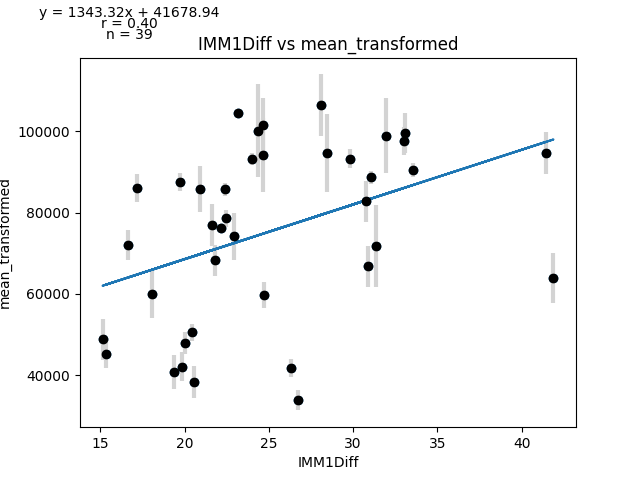 y = 1343.32x + 41678.94
r = 0.40
n = 39
IMM1Diff vs mean_transformed
100000
80000
60000
40000
mean_transformed
15 20 25 30 35 40
IMM1Diff